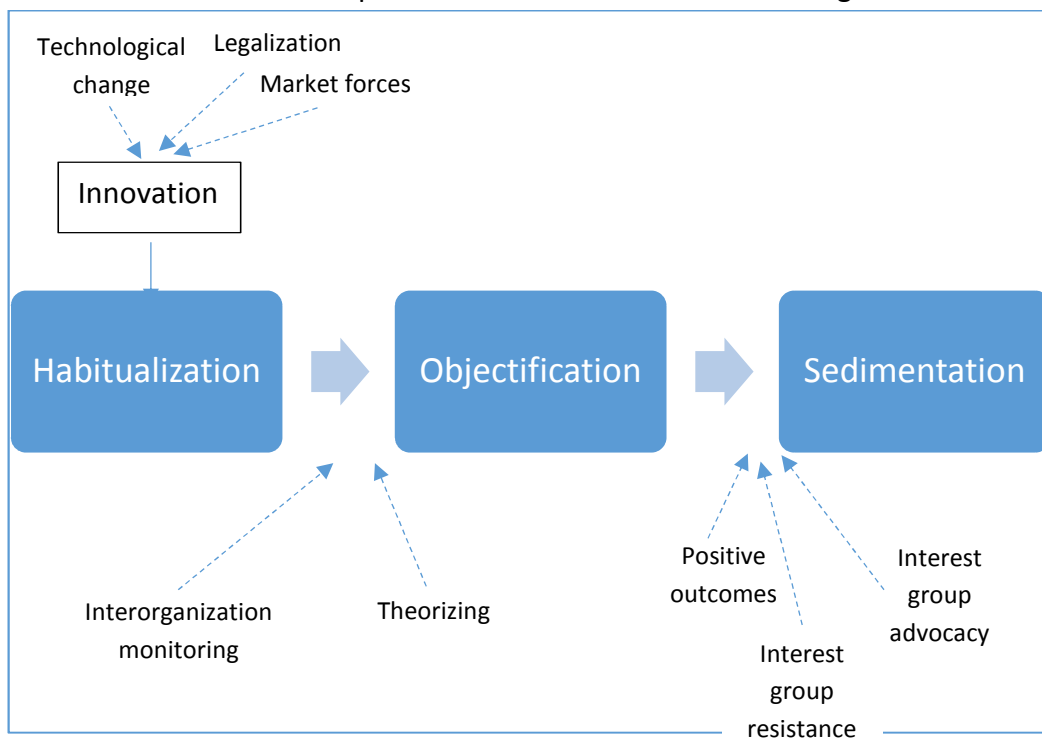 Technological
change
Legalization
Market forces
Innovation
Habitualization
Objectification
Sedimentation
Interorganization
monitoring
Theorizing
Positive
outcomes
Interest
group
resistance
Interest
group
advocacy